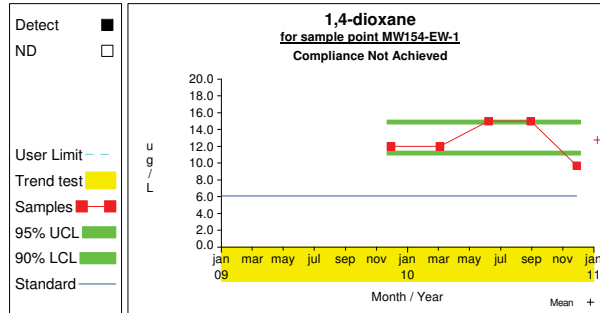 Detect
ND
User Limit
Trend test
Samples
95% UCL
90% LCL
Standard
1,4-dioxane
for sample point MW154-EW-1
Compliance Not Achieved
ug/L
20.0
18.0
16.0
14.0
12.0
10.0
8.0
6.0
4.0
2.0
0.0
jan mar may jul sep nov jan mar may jul sep nov jan
09 10 11
Month / Year
Mean +